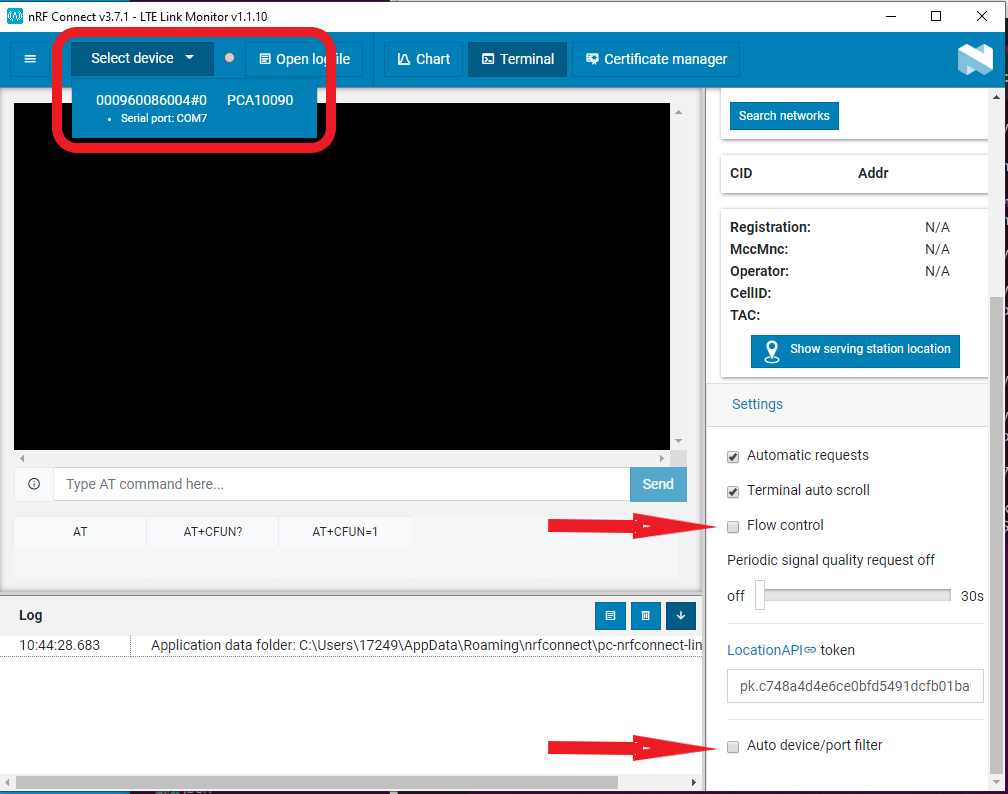 nRF Connect v3.7.1 - LTE Link Monitor v1.1.10
Select device
Open logfile
Chart
Terminal
Certificate manager
000960086004#0 PCA10090
• Serial port: COM7
Search networks
CID Addr
Registration: N/A
MccMnc: N/A
Operator: N/A
CellID:
TAC:
Show serving station location
Settings
Automatic requests
Terminal auto scroll
Flow control
Periodic signal quality request off
off 30s
LocationAPI token
pk.c748a4d4e6ce0bfd5491dcfb01ba
Auto device/port filter
Type AT command here...
Send
AT AT+CFUN? AT+CFUN=1
Log
10:44:28.683 Application data folder: C:\Users\17249\AppData\Roaming\nrfconnect\pc-nrfconnect-lin